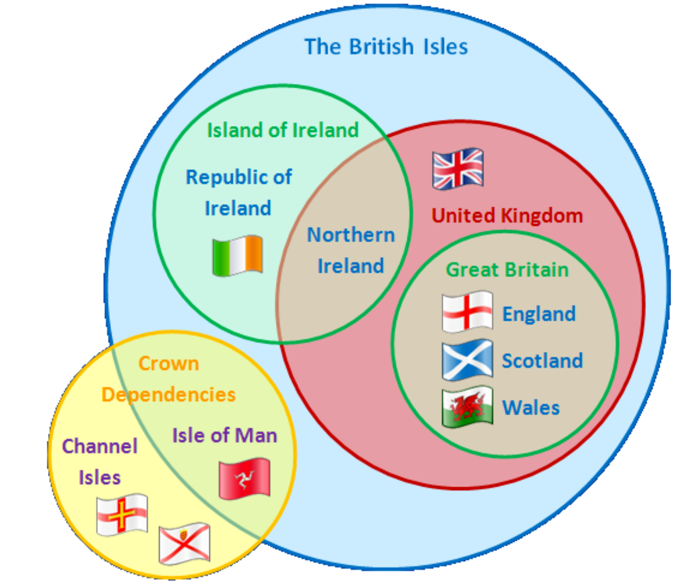 The British Isles
Island of Ireland
Republic of
Ireland
Northern
Ireland
United Kingdom
Great Britain
England
Scotland
Wales
Crown
Dependencies
Isle of Man
Channel
Isles